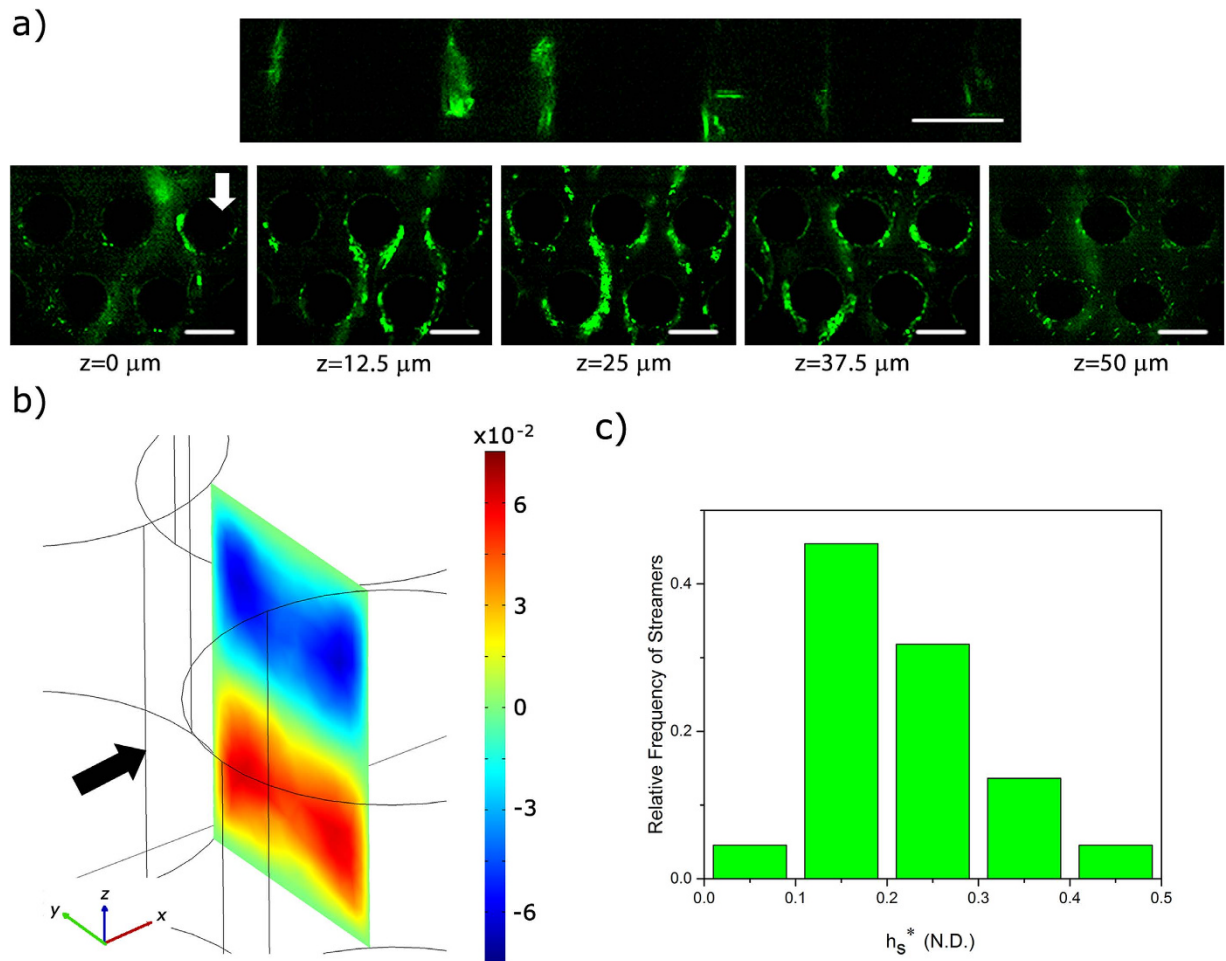 a)
z=0 μm
z=12.5 μm
z=25 μm
z=37.5 μm
z=50 μm
b)
x10⁻²
6
3
0
-3
-6
y
z
x
c)
Relative Frequency of Streamers
0.4
0.2
0.0
0.0 0.1 0.2 0.3 0.4 0.5
hₛ* (N.D.)